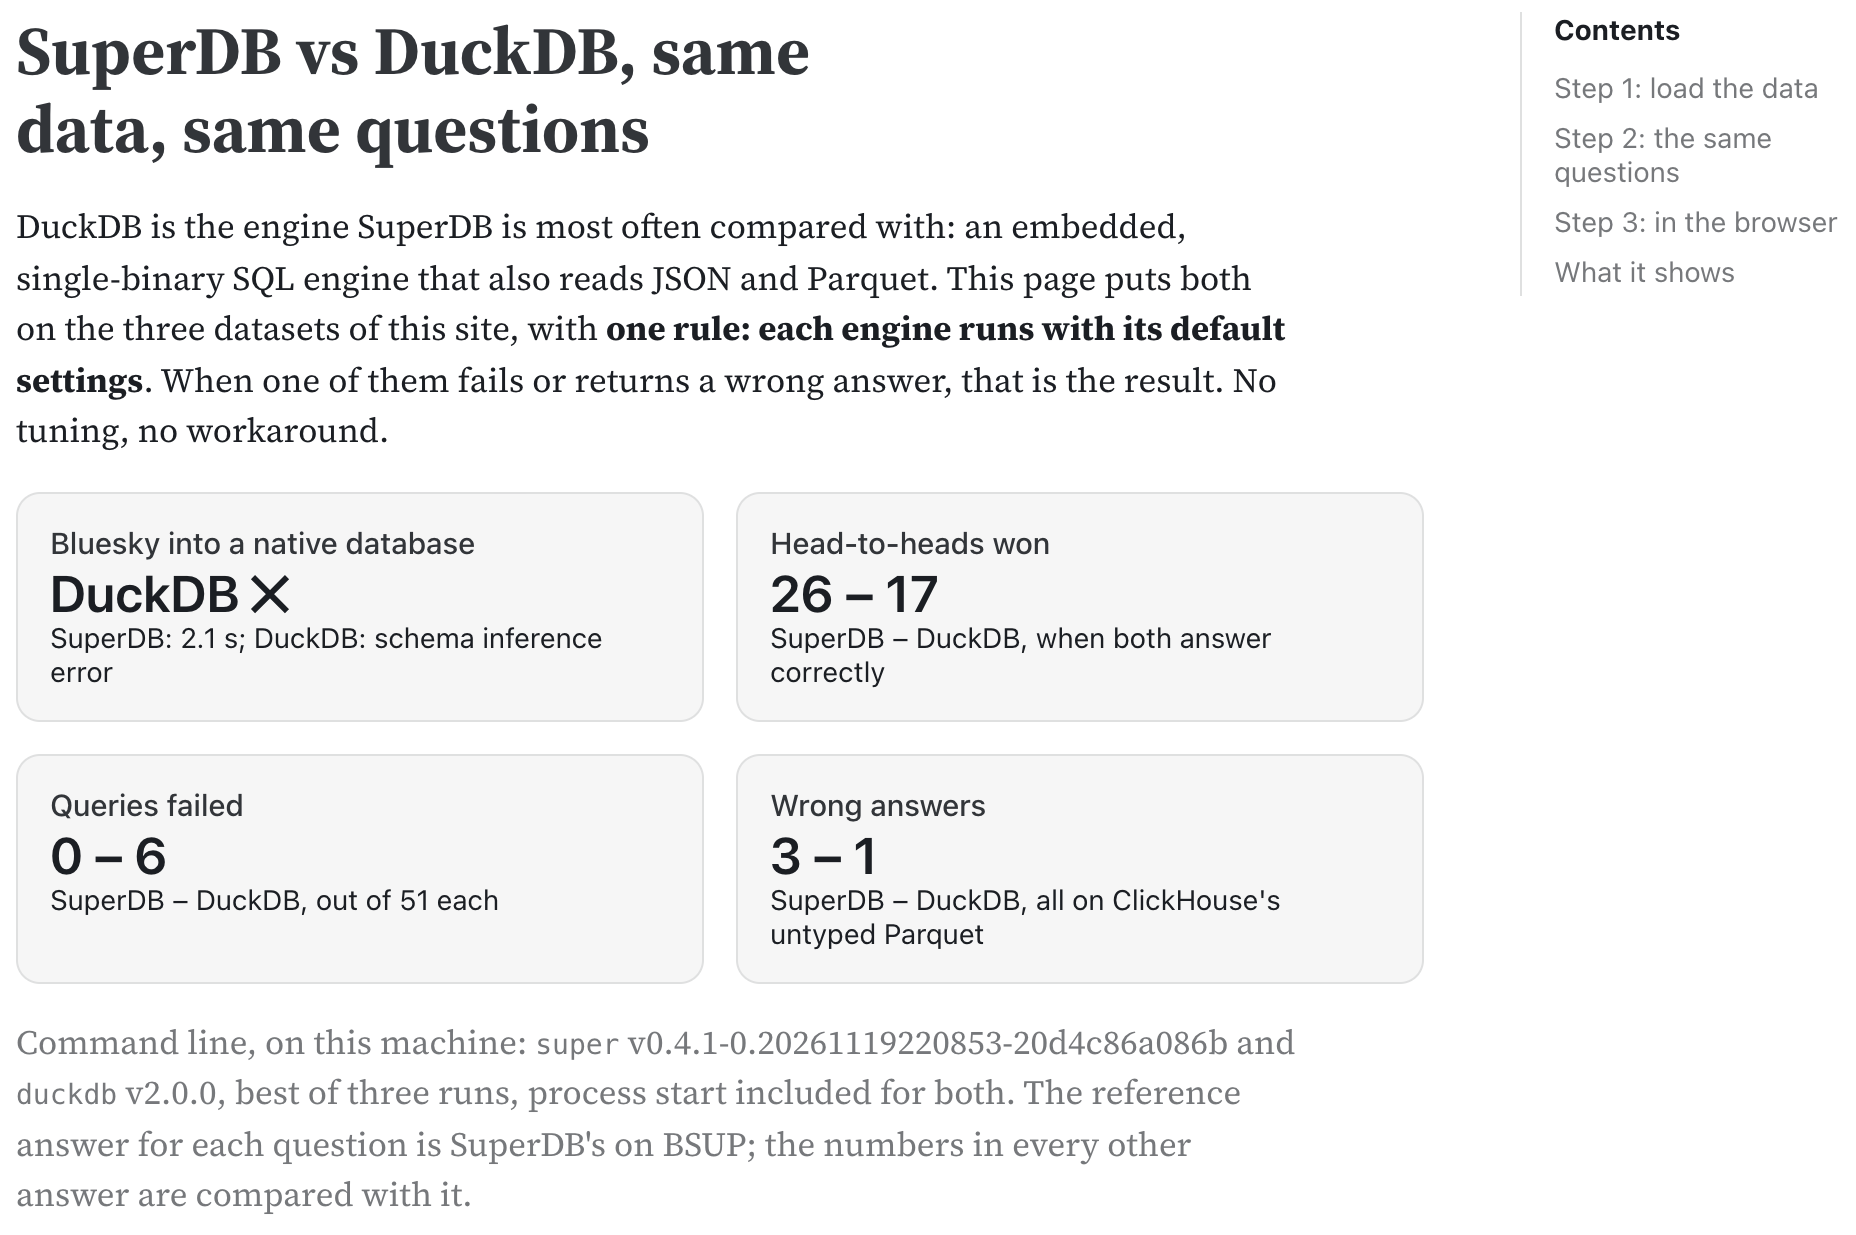 SuperDB vs DuckDB, same
data, same questions
DuckDB is the engine SuperDB is most often compared with: an embedded,
single-binary SQL engine that also reads JSON and Parquet. This page puts both
on the three datasets of this site, with one rule: each engine runs with its default
settings. When one of them fails or returns a wrong answer, that is the result. No
tuning, no workaround.
Bluesky into a native database
DuckDB ✕
SuperDB: 2.1 s; DuckDB: schema inference
error
Head-to-heads won
26 – 17
SuperDB – DuckDB, when both answer
correctly
Queries failed
0 – 6
SuperDB – DuckDB, out of 51 each
Wrong answers
3 – 1
SuperDB – DuckDB, all on ClickHouse's
untyped Parquet
Command line, on this machine: super v0.4.1-0.20261119220853-20d4c86a086b and
duckdb v2.0.0, best of three runs, process start included for both. The reference
answer for each question is SuperDB's on BSUP; the numbers in every other
answer are compared with it.
Contents
Step 1: load the data
Step 2: the same
questions
Step 3: in the browser
What it shows